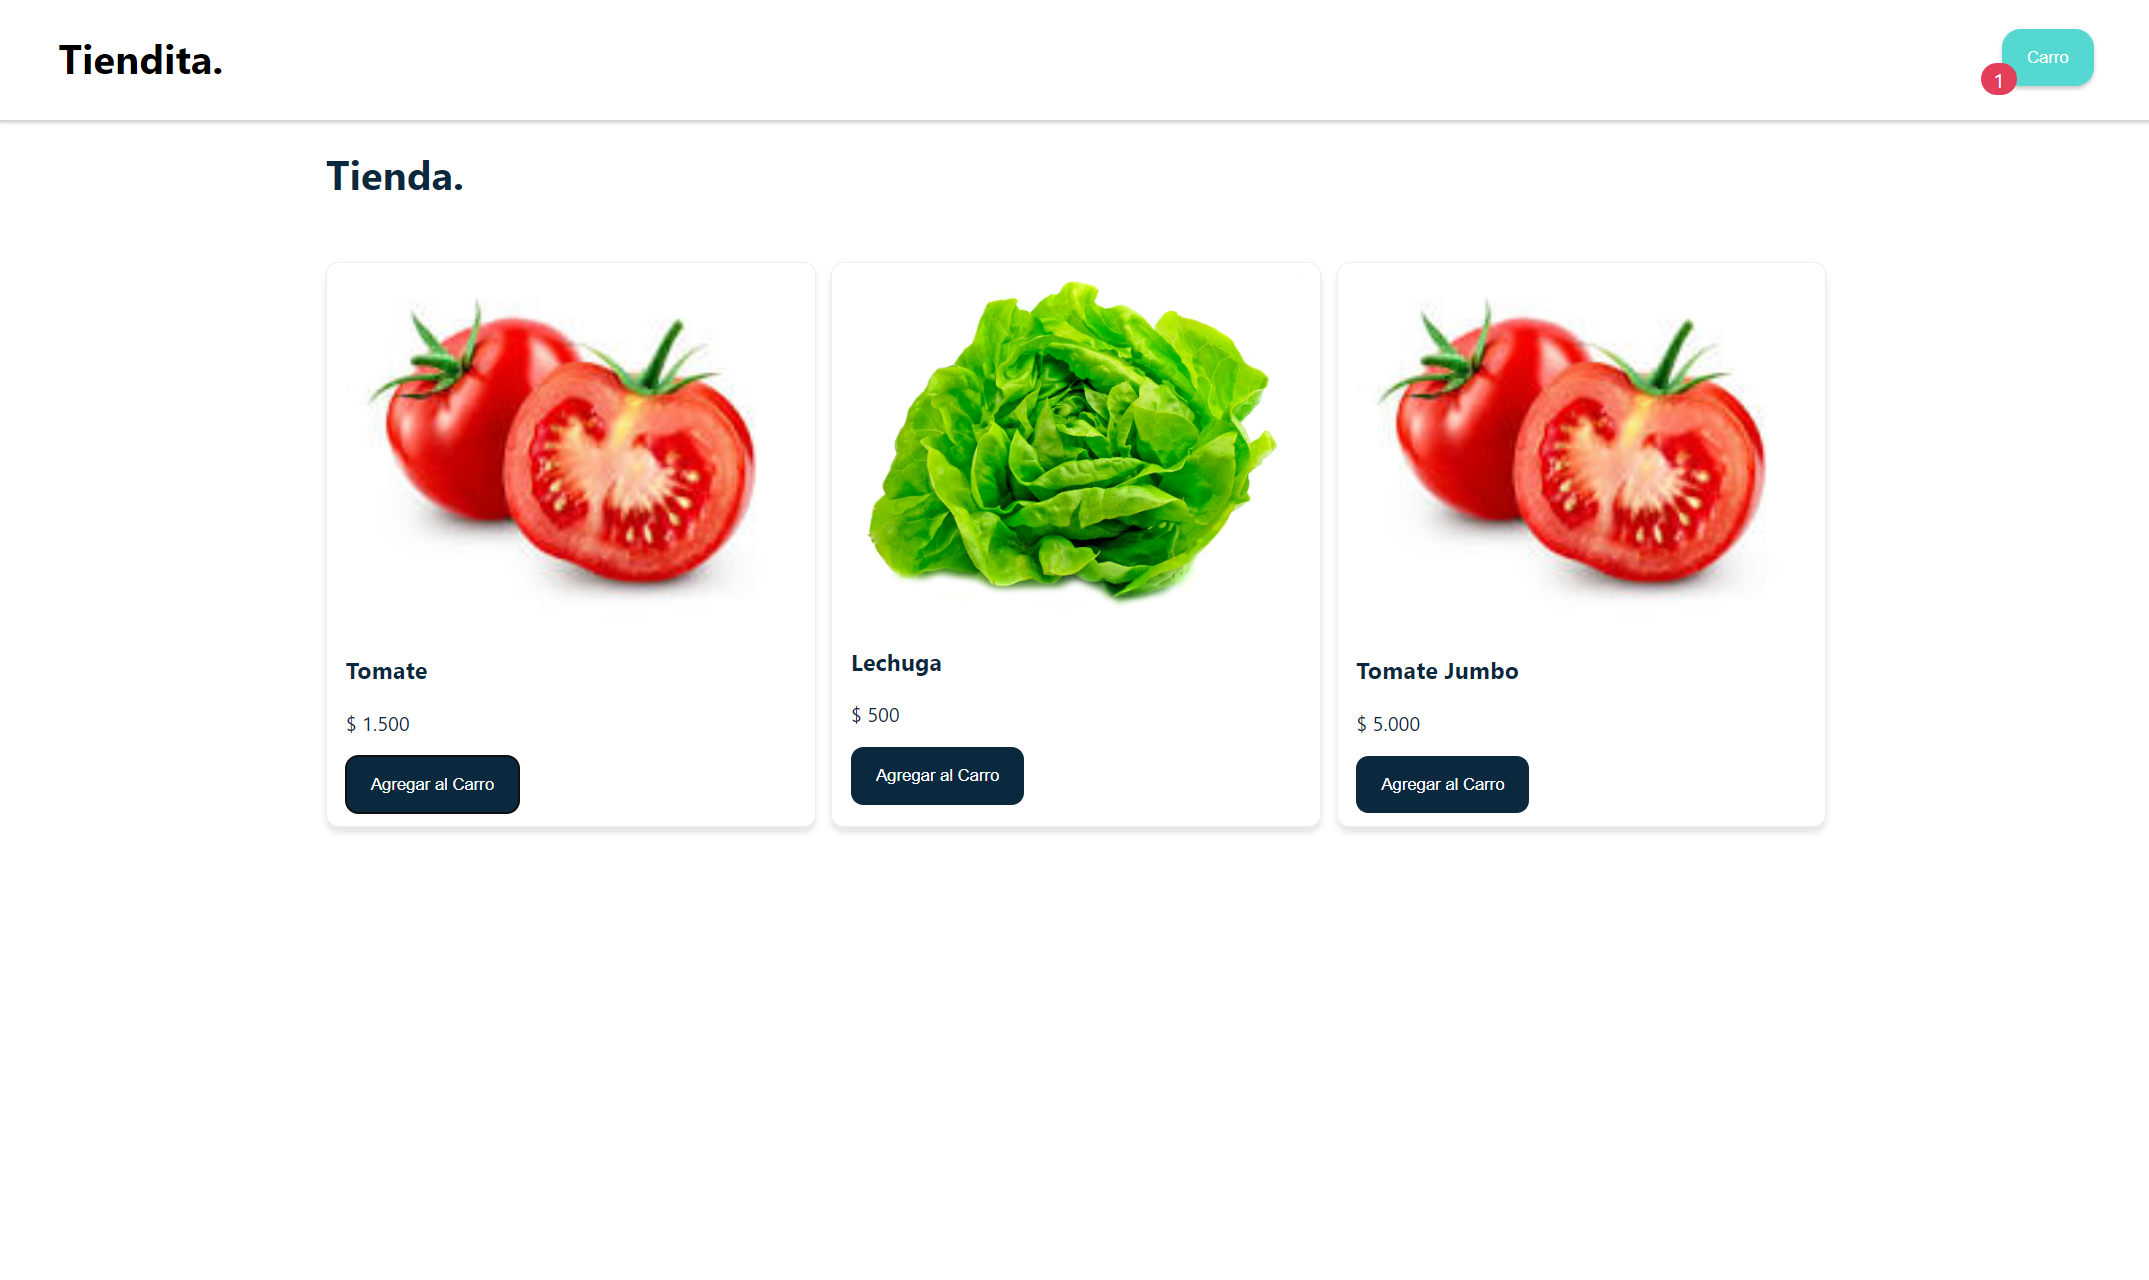 Tiendita.
Carro
1
Tienda.
Tomate
$ 1.500
Agregar al Carro
Lechuga
$ 500
Agregar al Carro
Tomate Jumbo
$ 5.000
Agregar al Carro